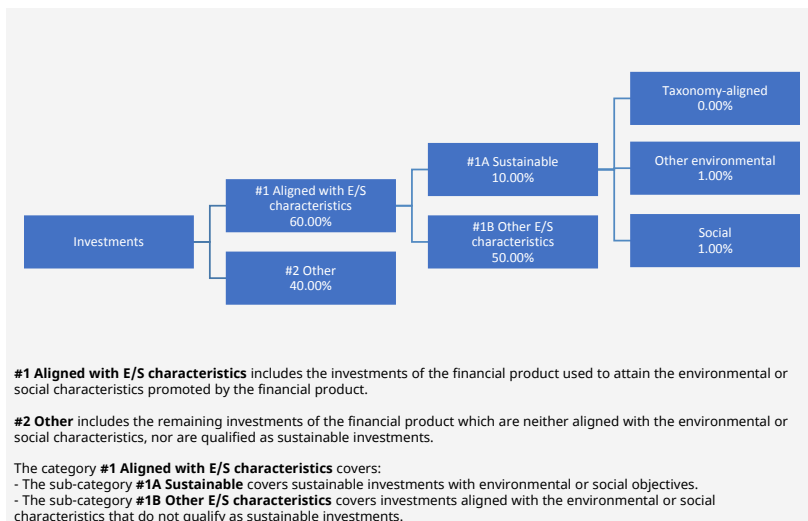 Investments
#1 Aligned with E/S
characteristics
60.00%
#2 Other
40.00%
#1A Sustainable
10.00%
#1B Other E/S
characteristics
50.00%
Taxonomy-aligned
0.00%
Other environmental
1.00%
Social
1.00%
#1 Aligned with E/S characteristics includes the investments of the financial product used to attain the environmental or
social characteristics promoted by the financial product.
#2 Other includes the remaining investments of the financial product which are neither aligned with the environmental or
social characteristics, nor are qualified as sustainable investments.
The category #1 Aligned with E/S characteristics covers:
- The sub-category #1A Sustainable covers sustainable investments with environmental or social objectives.
- The sub-category #1B Other E/S characteristics covers investments aligned with the environmental or social
characteristics that do not qualify as sustainable investments.